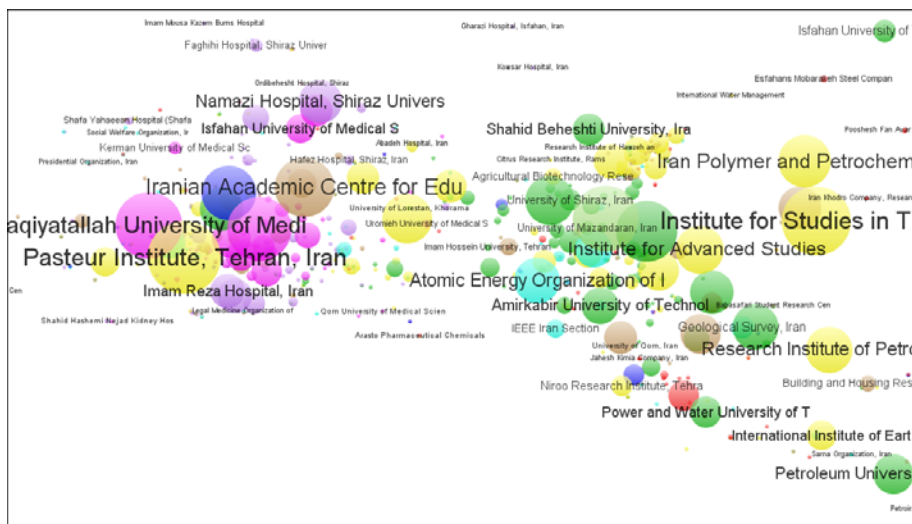 Imam Mousa Kazem Burns Hospital
Gharazi Hospital, Isfahan, Iran
Isfahan University of
Faghihi Hospital, Shiraz Univer
Kowsar Hospital, Iran
Esfahans Mobarakeh Steel Compan
Ordibehesht Hospital, Shiraz
International Water Management
Namazi Hospital, Shiraz Univers
Shafa Yahaeean Hospital (Shafa
Isfahan University of Medical S
Shahid Beheshti University, Ira
Pooshesh Fan Avar
Social Welfare Organization, Ir
Abadeh Hospital, Iran
Kerman University of Medical Sc
Research Institute of Hamzeh an
Presidential Organization, Iran
Hafez Hospital, Shiraz, Iran
Citrus Research Institute, Rams
Iran Polymer and Petrochem
Agricultural Biotechnology Rese
Iranian Academic Centre for Edu
University of Shiraz, Iran
Iran Khodro Company, Research
University of Lorestan, Khorrama
aqiyatallah University of Medi
Uromieh University of Medical S
University of Mazandaran, Iran
Institute for Studies in T
Imam Hossein University, Tehran
Institute for Advanced Studies
Pasteur Institute, Tehran, Iran
Atomic Energy Organization of I
Cen
Imam Reza Hospital, Iran
Amirkabir University of Technol
Student Research Cen
Legal Medicine Organization of
Qom University of Medical Scien
Shahid Hashemi Nejad Kidney Hos
IEEE Iran Section
Geological Survey, Iran
Arasto Pharmaceutical Chemicals
University of Qom, Iran
Research Institute of Petro
Jahesh Kimia Company, Iran
Niroo Research Institute, Tehra
Building and Housing Res
Power and Water University of T
International Institute of Eart
Sama Organization, Iran
Petroleum Univers
Petroir